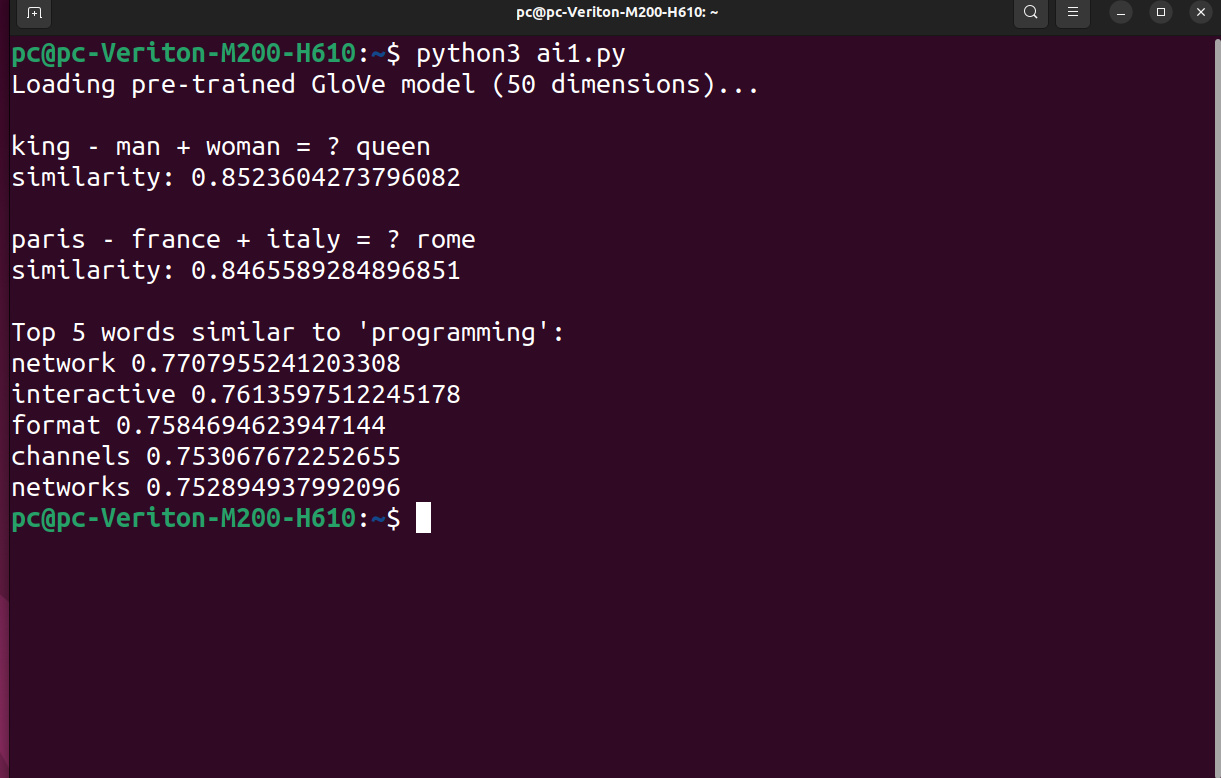 pc@pc-Veriton-M200-H610: ~
pc@pc-Veriton-M200-H610:~$ python3 ai1.py
Loading pre-trained GloVe model (50 dimensions)...
king - man + woman = ? queen
similarity: 0.8523604273796082
paris - france + italy = ? rome
similarity: 0.8465589284896851
Top 5 words similar to 'programming':
network 0.7707955241203308
interactive 0.7613597512245178
format 0.7584694623947144
channels 0.753067672252655
networks 0.752894937992096
pc@pc-Veriton-M200-H610:~$